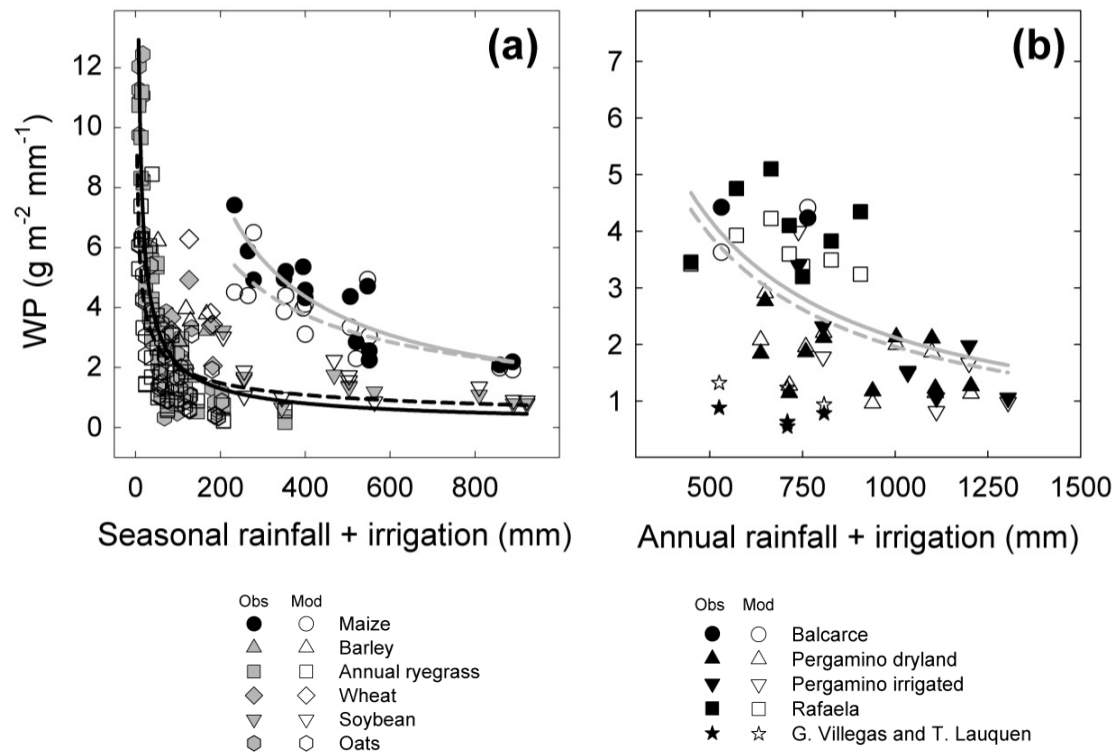 (a)
(b)
12
10
8
6
4
2
0
7
6
5
4
3
2
1
WP (g m-2 mm-1)
0 200 400 600 800
500 750 1000 1250 1500
Seasonal rainfall + irrigation (mm)
Annual rainfall + irrigation (mm)
Obs Mod
Maize
Barley
Annual ryegrass
Wheat
Soybean
Oats
Obs Mod
Balcarce
Pergamino dryland
Pergamino irrigated
Rafaela
G. Villegas and T. Lauquen